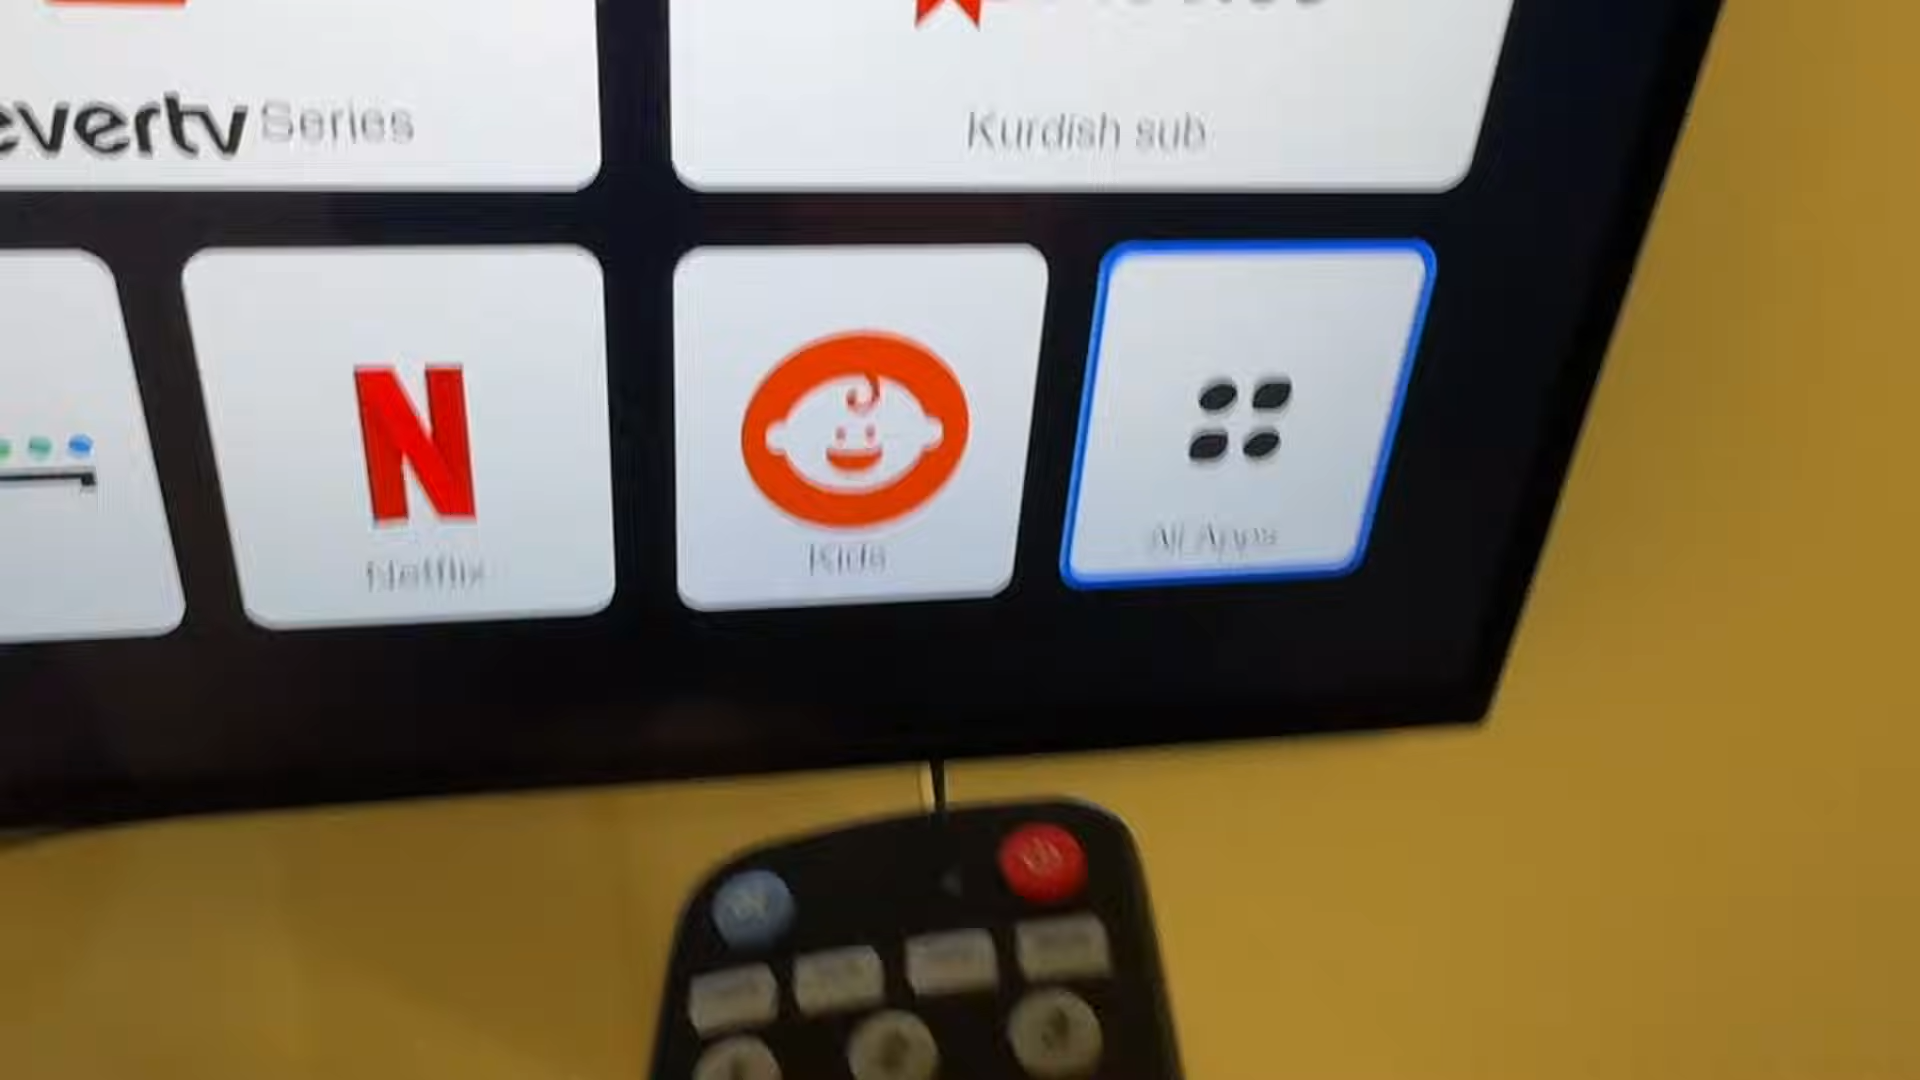 evertv Series
Kurdish sub
Netflix
Kids
All Apps